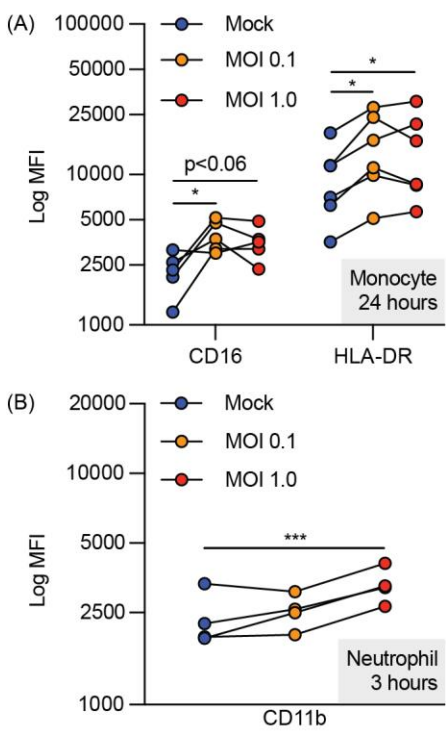 (A)
100000
50000
25000
10000
5000
2500
1000
Log MFI
Mock
MOI 0.1
MOI 1.0
p<0.06
*
*
*
Monocyte
24 hours
CD16
HLA-DR
(B)
20000
10000
5000
2500
1000
Log MFI
Mock
MOI 0.1
MOI 1.0
***
Neutrophil
3 hours
CD11b